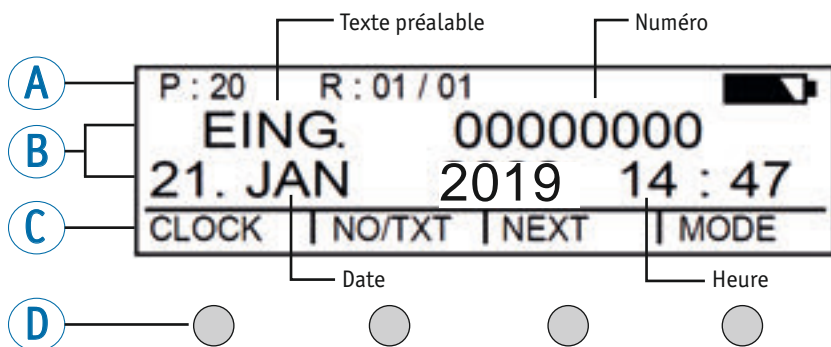 Texte préalable Numéro
A P : 20 R : 01 / 01
B EING. 00000000
21. JAN 2019 14 : 47
C CLOCK NO/TXT NEXT MODE
Date Heure
D